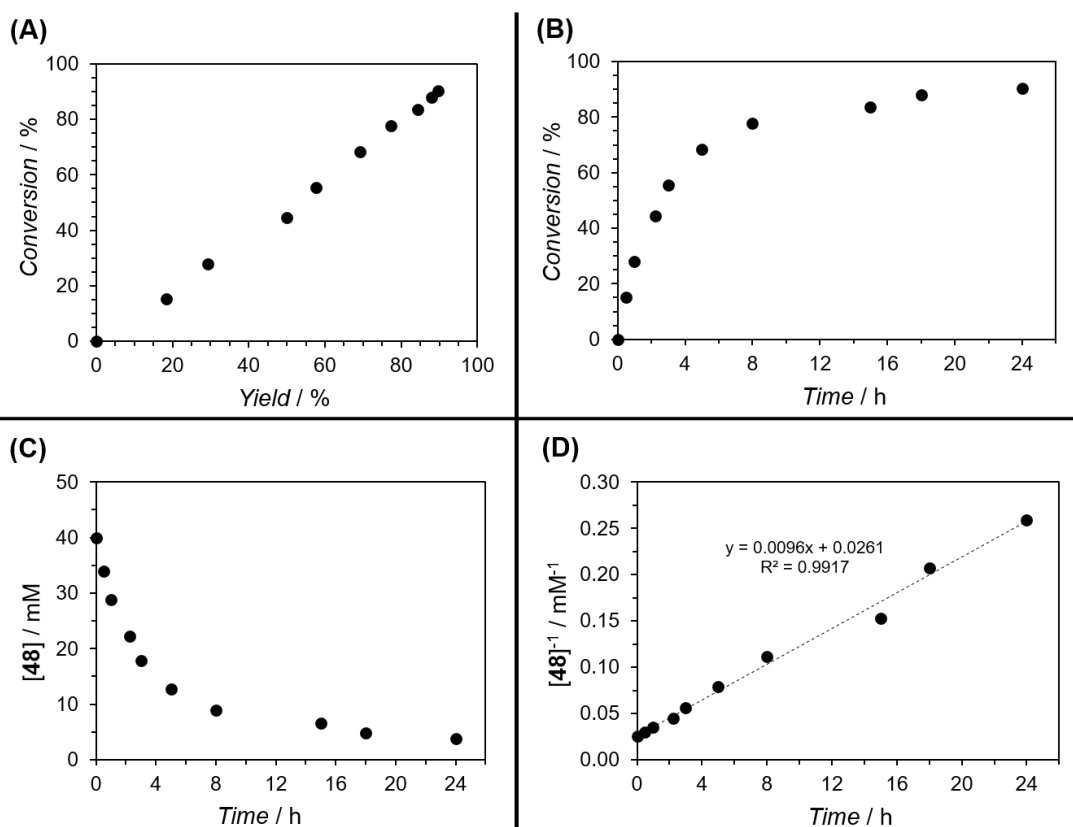 (A)
100
80
60
40
20
0
Conversion / %
0 20 40 60 80 100
Yield / %
(B)
100
80
60
40
20
0
Conversion / %
0 4 8 12 16 20 24
Time / h
(C)
50
40
30
20
10
0
[48] / mM
0 4 8 12 16 20 24
Time / h
(D)
0.30
0.25
0.20
0.15
0.10
0.05
0.00
[48]⁻¹ / mM⁻¹
y = 0.0096x + 0.0261
R² = 0.9917
0 4 8 12 16 20 24
Time / h